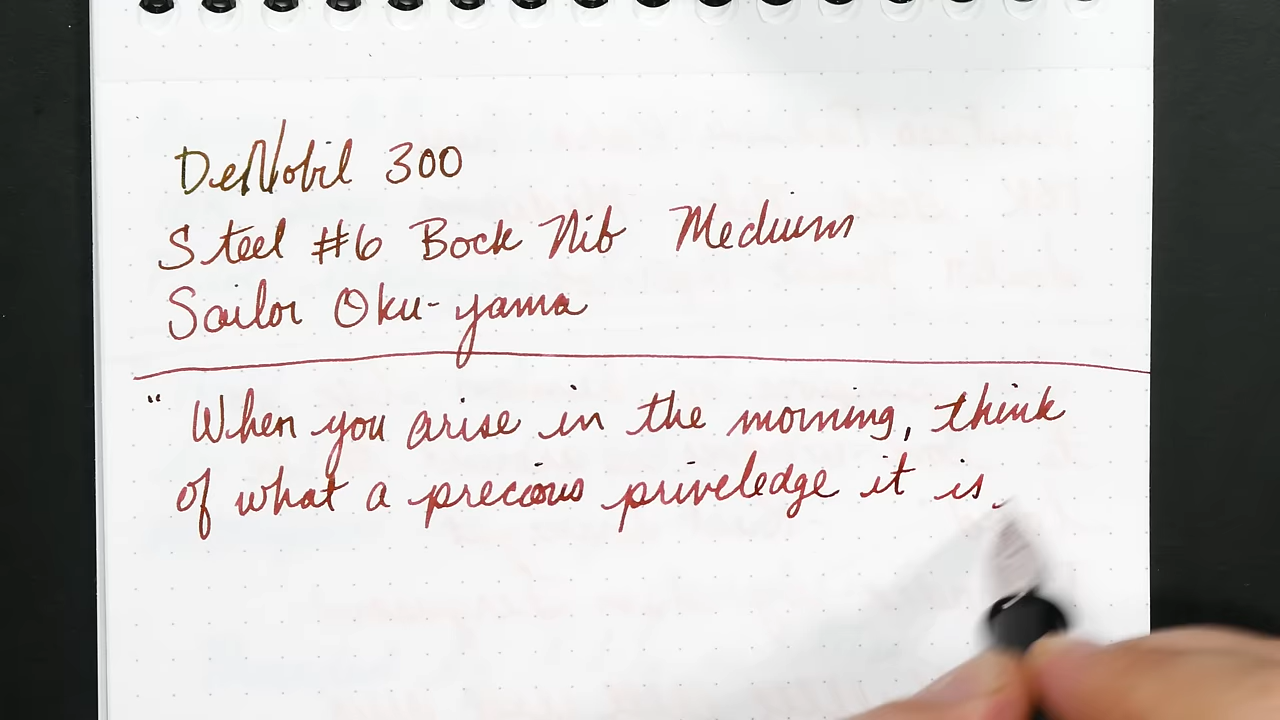 DeNobil 300
Steel #6 Bock Nib Medium
Sailor Oku-yama
" When you arise in the morning, think
of what a precious priveledge it is